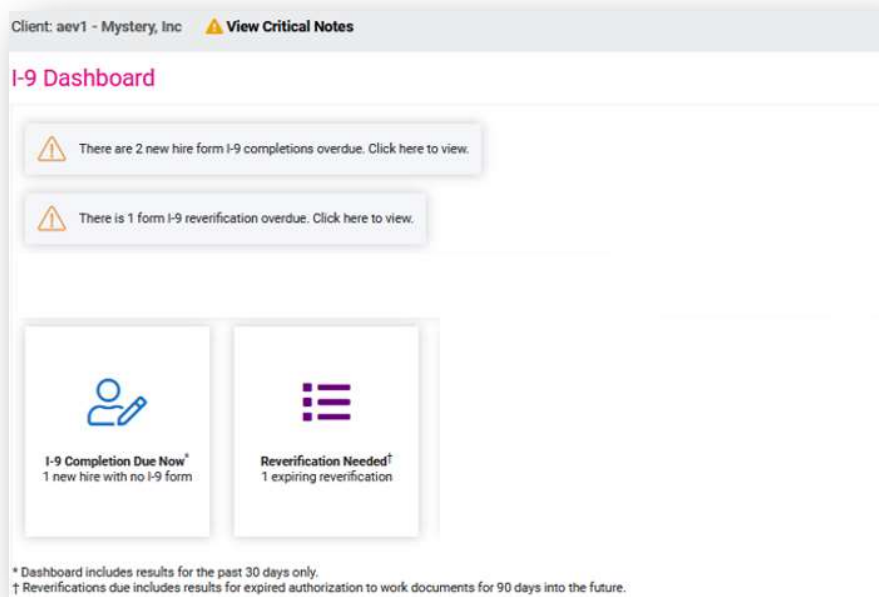 Client: aev1 - Mystery, Inc View Critical Notes
I-9 Dashboard
There are 2 new hire form I-9 completions overdue. Click here to view.
There is 1 form I-9 reverification overdue. Click here to view.
I-9 Completion Due Now*
1 new hire with no I-9 form
Reverification Needed†
1 expiring reverification
* Dashboard includes results for the past 30 days only.
† Reverifications due includes results for expired authorization to work documents for 90 days into the future.